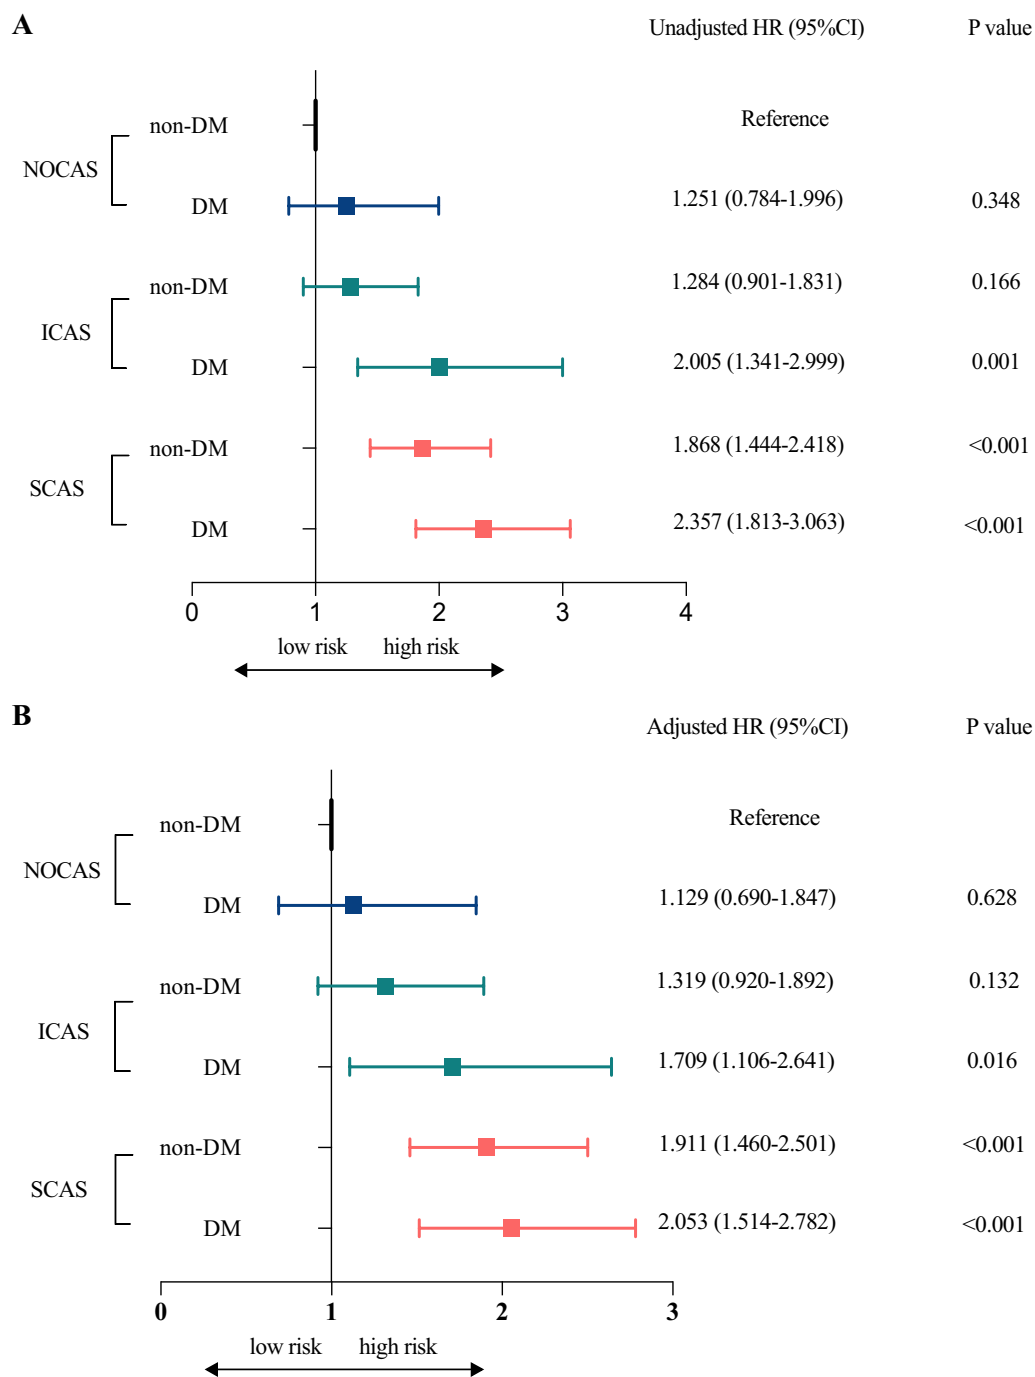 A
Unadjusted HR (95%CI) P value
non-DM Reference
NOCAS
DM 1.251 (0.784-1.996) 0.348
non-DM 1.284 (0.901-1.831) 0.166
ICAS
DM 2.005 (1.341-2.999) 0.001
non-DM 1.868 (1.444-2.418) <0.001
SCAS
DM 2.357 (1.813-3.063) <0.001
0 1 2 3 4
low risk high risk
B
Adjusted HR (95%CI) P value
non-DM Reference
NOCAS
DM 1.129 (0.690-1.847) 0.628
non-DM 1.319 (0.920-1.892) 0.132
ICAS
DM 1.709 (1.106-2.641) 0.016
non-DM 1.911 (1.460-2.501) <0.001
SCAS
DM 2.053 (1.514-2.782) <0.001
0 1 2 3
low risk high risk